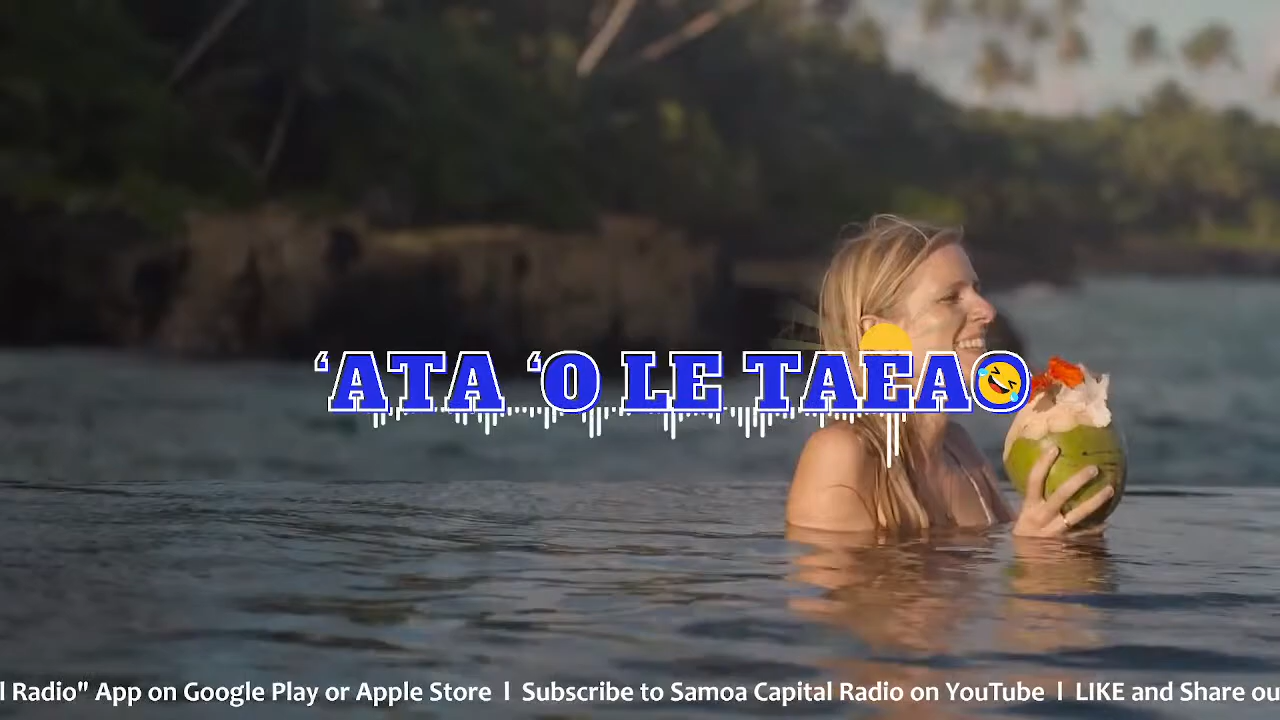 ‘ATA ‘O LE TAEAO
l Radio" App on Google Play or Apple Store l Subscribe to Samoa Capital Radio on YouTube l LIKE and Share ou